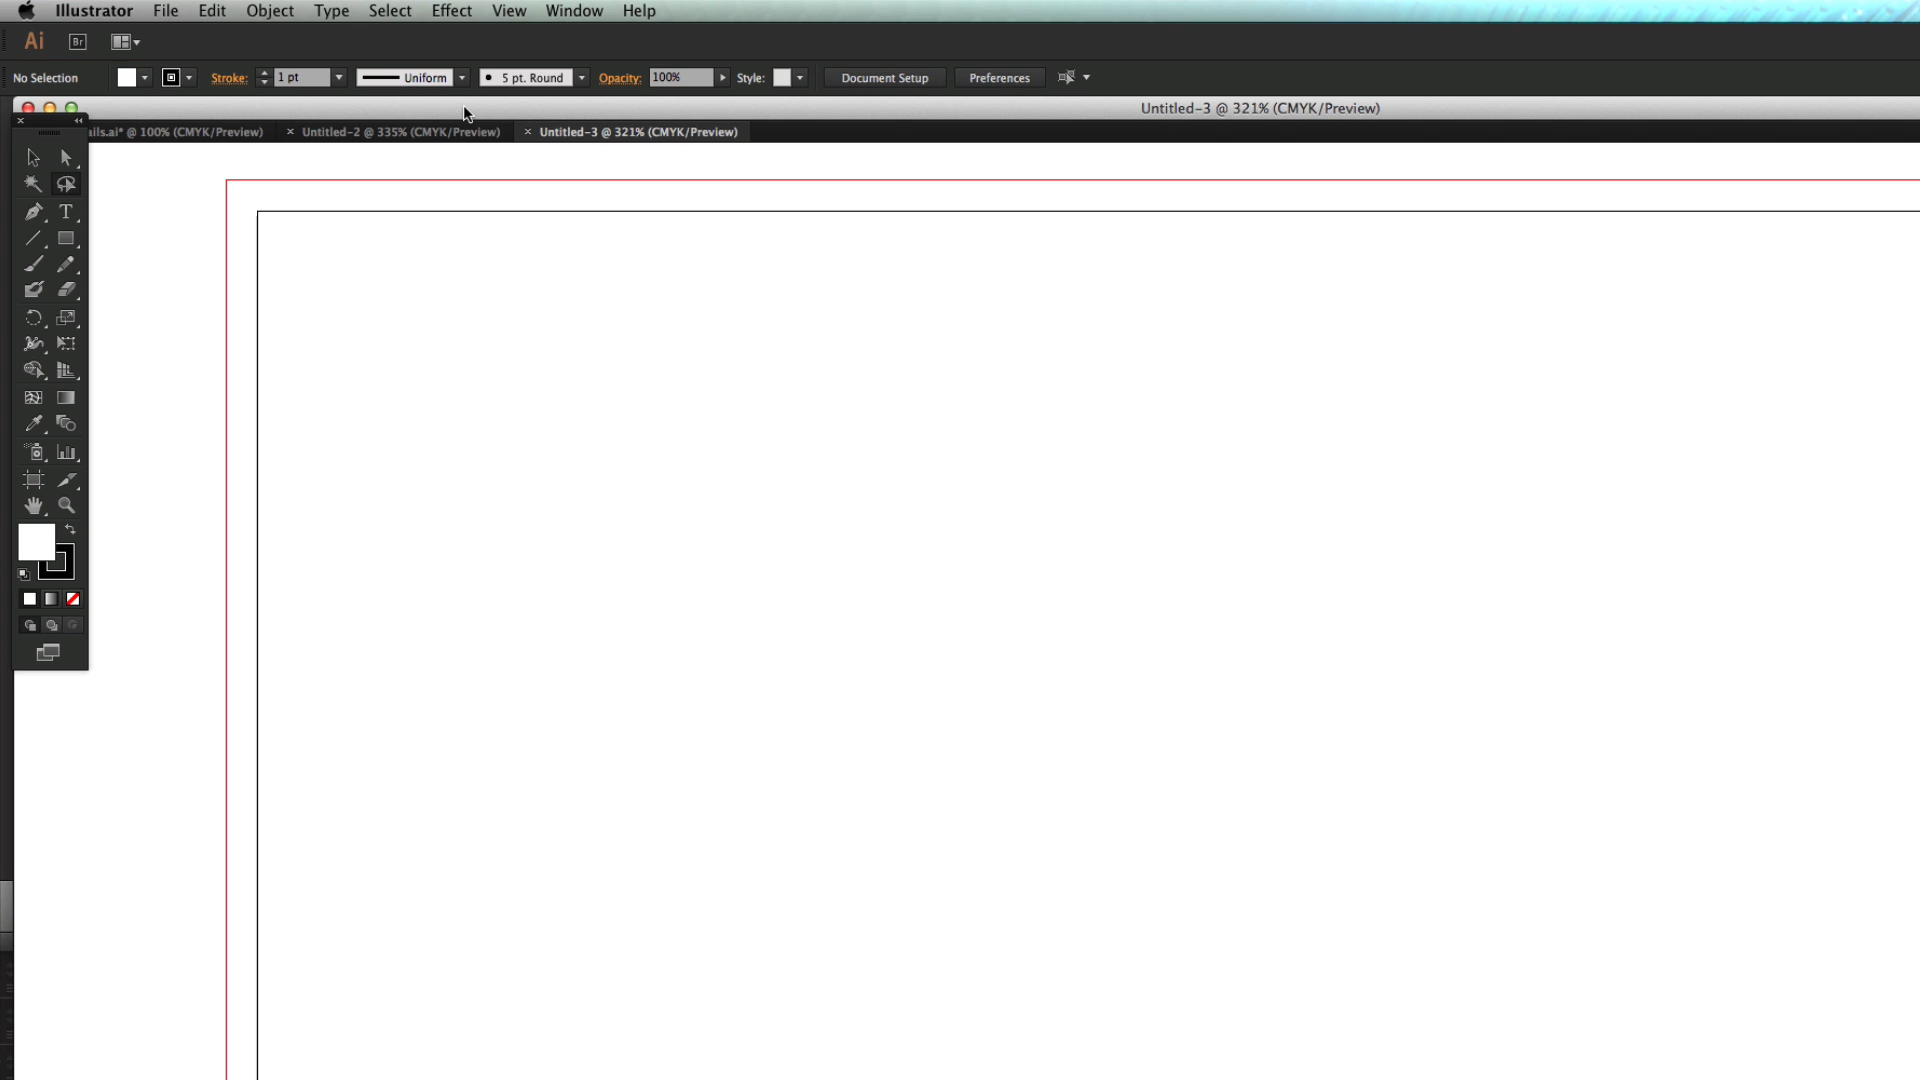 Illustrator File Edit Object Type Select Effect View Window Help
Ai Br
No Selection Stroke: 1 pt Uniform 5 pt. Round Opacity: 100% Style: Document Setup Preferences
Untitled-3 @ 321% (CMYK/Preview)
ails.ai* @ 100% (CMYK/Preview) × Untitled-2 @ 335% (CMYK/Preview) × Untitled-3 @ 321% (CMYK/Preview)
T